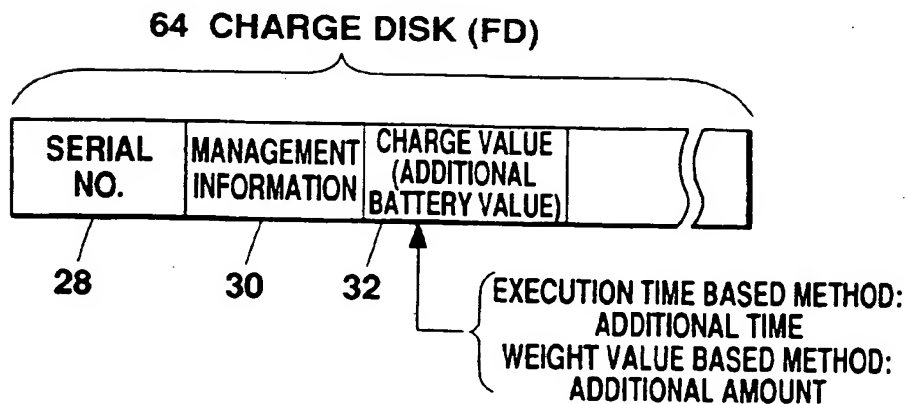 64 CHARGE DISK (FD)
SERIAL
NO.
MANAGEMENT
INFORMATION
CHARGE VALUE
(ADDITIONAL
BATTERY VALUE)
28
30
32
EXECUTION TIME BASED METHOD:
ADDITIONAL TIME
WEIGHT VALUE BASED METHOD:
ADDITIONAL AMOUNT